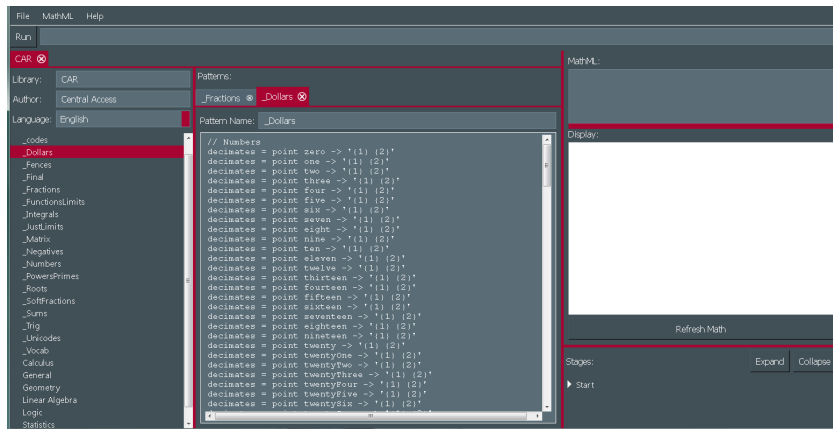 File MathML Help
Run
CAR
Library: CAR
Author: Central Access
Language: English
_codes
_Dollars
_Fences
_Final
_Fractions
_FunctionsLimits
_Integrals
_JustLimits
_Matrix
_Negatives
_Numbers
_PowersPrimes
_Roots
_SoftFractions
_Sums
_Trig
_Unicodes
_Vocab
Calculus
General
Geometry
Linear Algebra
Logic
Statistics
Patterns:
_Fractions _Dollars
Pattern Name: _Dollars
// Numbers
decimates = point zero -> '{1} {2}'
decimates = point one -> '{1} {2}'
decimates = point two -> '{1} {2}'
decimates = point three -> '{1} {2}'
decimates = point four -> '{1} {2}'
decimates = point five -> '{1} {2}'
decimates = point six -> '{1} {2}'
decimates = point seven -> '{1} {2}'
decimates = point eight -> '{1} {2}'
decimates = point nine -> '{1} {2}'
decimates = point ten -> '{1} {2}'
decimates = point eleven -> '{1} {2}'
decimates = point twelve -> '{1} {2}'
decimates = point thirteen -> '{1} {2}'
decimates = point fourteen -> '{1} {2}'
decimates = point fifteen -> '{1} {2}'
decimates = point sixteen -> '{1} {2}'
decimates = point seventeen -> '{1} {2}'
decimates = point eighteen -> '{1} {2}'
decimates = point nineteen -> '{1} {2}'
decimates = point twenty -> '{1} {2}'
decimates = point twentyOne -> '{1} {2}'
decimates = point twentyTwo -> '{1} {2}'
decimates = point twentyThree -> '{1} {2}'
decimates = point twentyFour -> '{1} {2}'
decimates = point twentyFive -> '{1} {2}'
decimates = point twentySix -> '{1} {2}'
MathML:
Display:
Refresh Math
Stages: Expand Collapse
Start